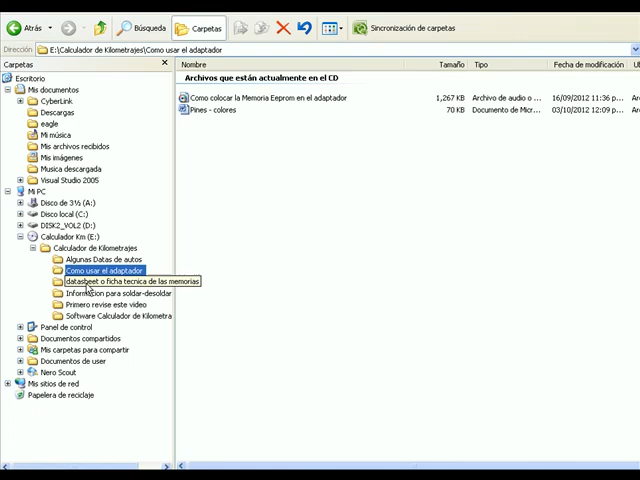 Atrás
Búsqueda
Carpetas
Sincronización de carpetas
Dirección
E:\Calculador de Kilometrajes\Como usar el adaptador
Carpetas
Nombre
Tamaño
Tipo
Fecha de modificación
Archivos que están actualmente en el CD
Como colocar la Memoria Eeprom en el adaptador
1,267 KB
Archivo de audio o ...
16/09/2012 11:36 p...
Pines - colores
70 KB
Documento de Micr...
03/10/2012 12:09 p...
Escritorio
Mis documentos
CyberLink
Descargas
eagle
Mi música
Mis archivos recibidos
Mis imágenes
Musica descargada
Visual Studio 2005
Mi PC
Disco de 3½ (A:)
Disco local (C:)
DISK2_VOL2 (D:)
Calculador Km (E:)
Calculador de Kilometrajes
Algunas Datas de autos
Como usar el adaptador
datasheet o ficha tecnica de las memorias
Informacion para soldar-desoldar
Primero revise este video
Software Calculador de Kilometra
Panel de control
Documentos compartidos
Mis carpetas para compartir
Documentos de user
Nero Scout
Mis sitios de red
Papelera de reciclaje